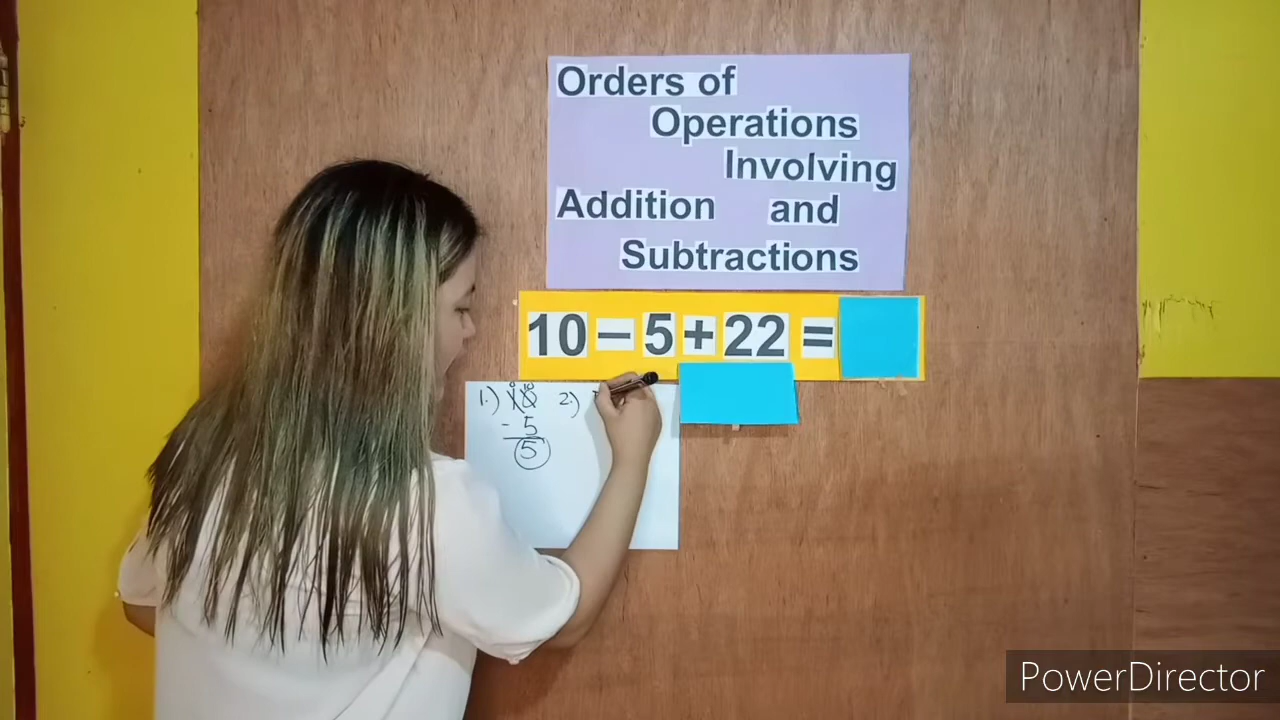 Orders of
Operations
Involving
Addition and
Subtractions
10 – 5 + 22 =
1.) 10 2.)
- 5
5
PowerDirector